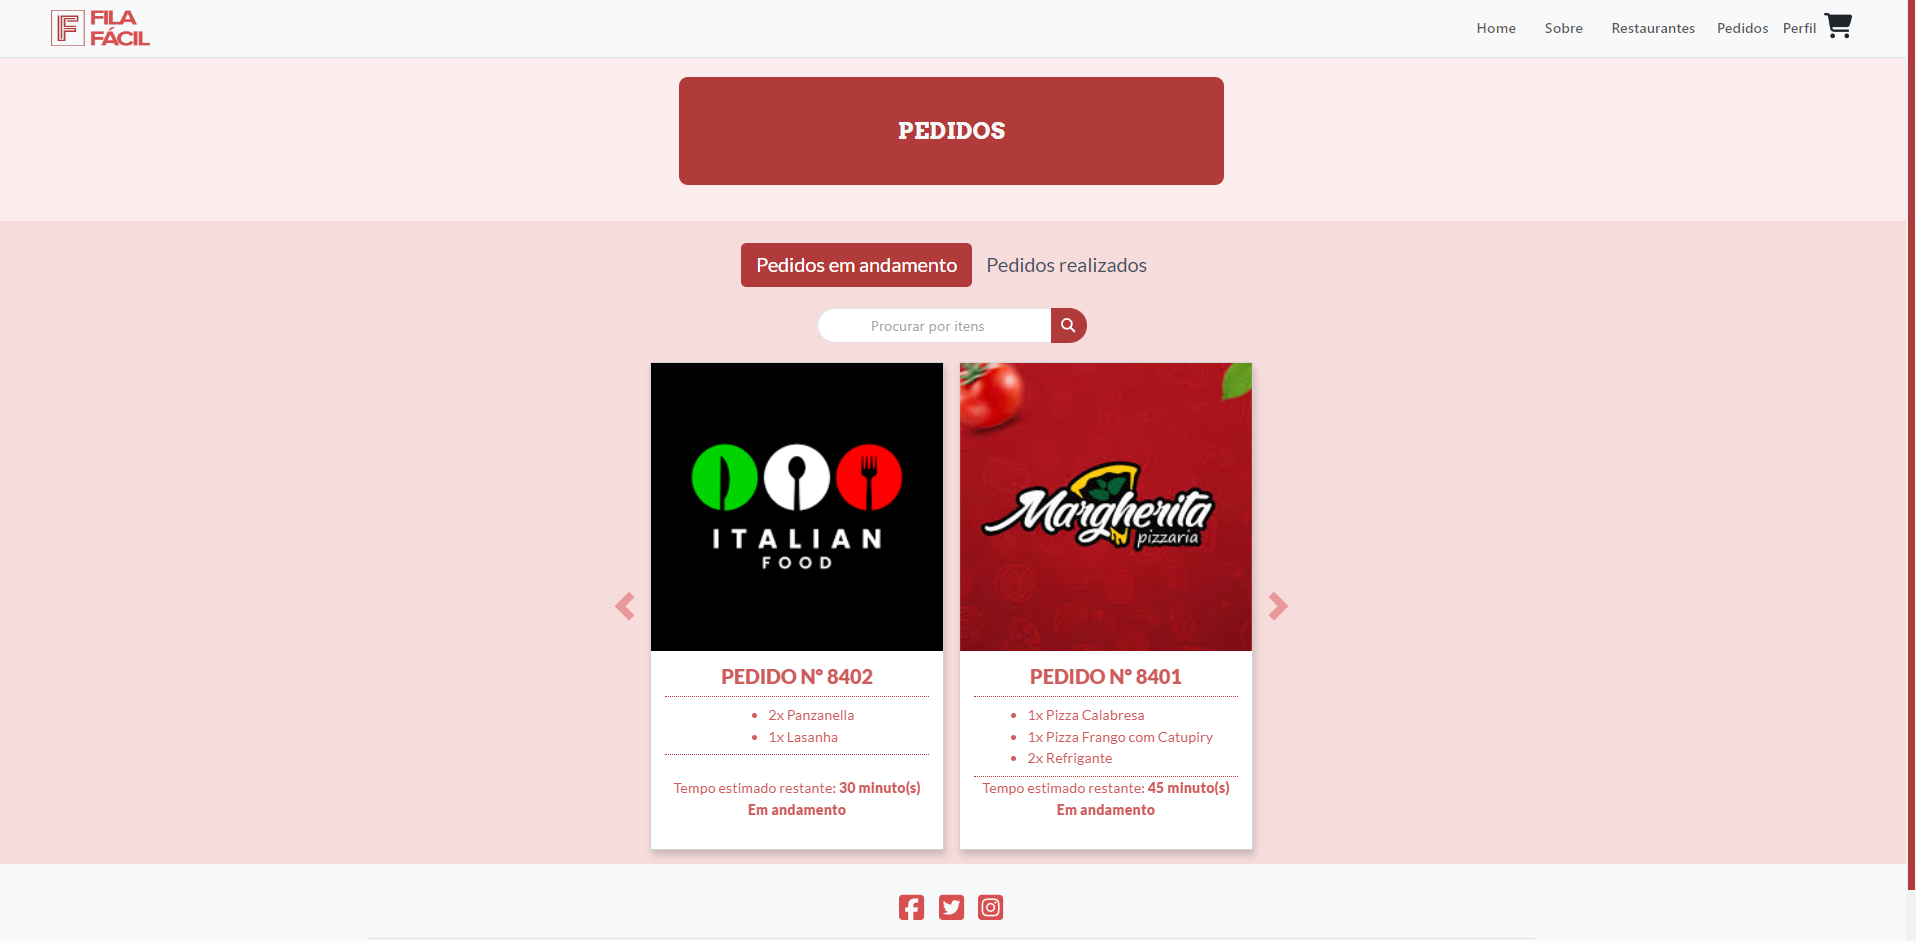 FILA
FÁCIL
Home Sobre Restaurantes Pedidos Perfil
PEDIDOS
Pedidos em andamento Pedidos realizados
Procurar por itens
ITALIAN
FOOD
Margherita
pizzaria
PEDIDO Nº 8402
2x Panzanella
1x Lasanha
Tempo estimado restante: 30 minuto(s)
Em andamento
PEDIDO Nº 8401
1x Pizza Calabresa
1x Pizza Frango com Catupiry
2x Refrigante
Tempo estimado restante: 45 minuto(s)
Em andamento